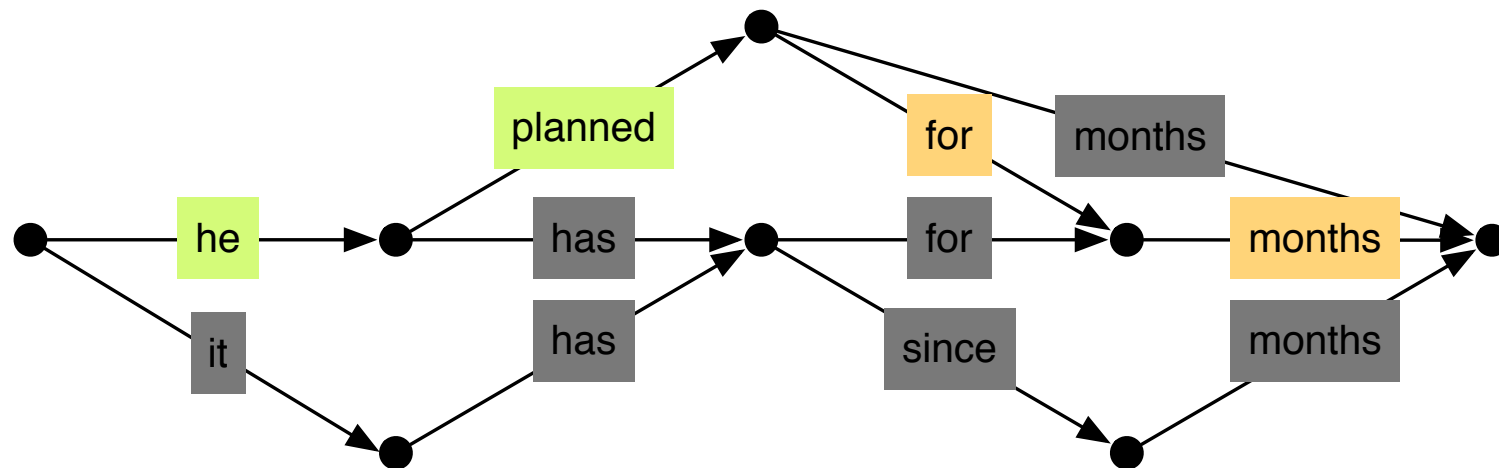 planned
for
months
he
has
for
months
it
has
since
months